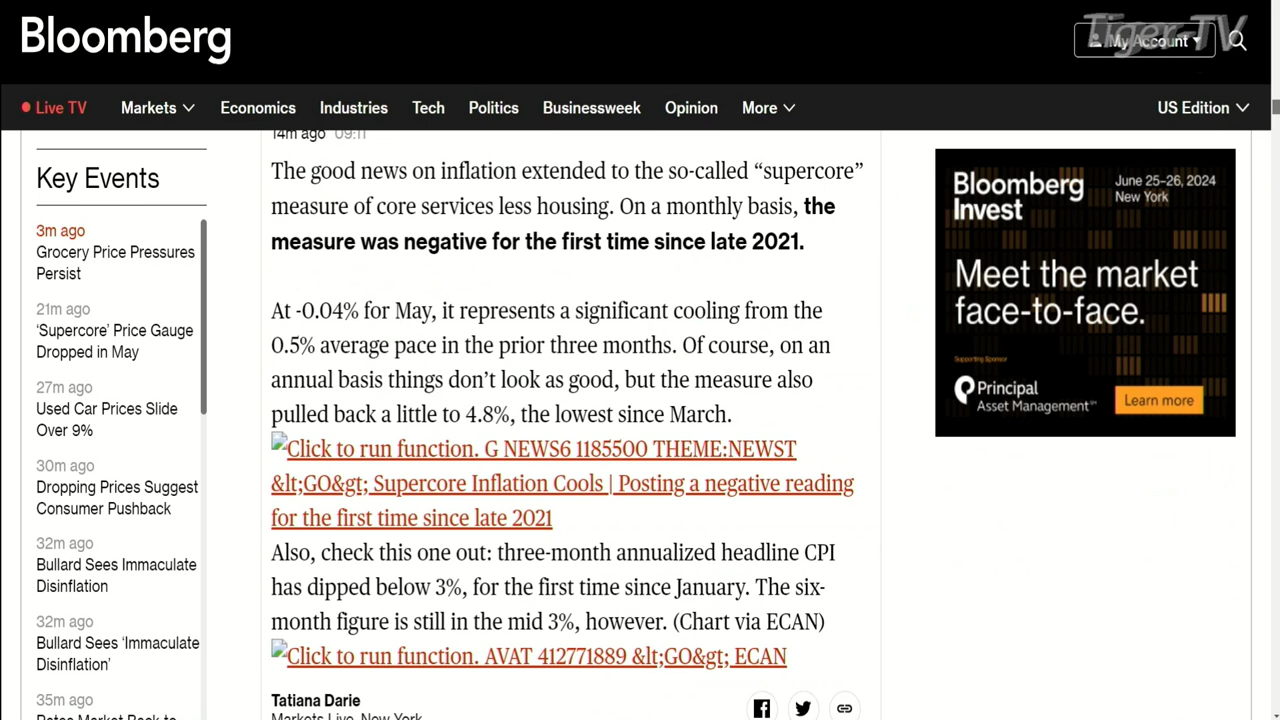 Bloomberg
My Account
Tiger-TV
Live TV
Markets
Economics
Industries
Tech
Politics
Businessweek
Opinion
More
US Edition
Key Events
3m ago
Grocery Price Pressures
Persist
21m ago
‘Supercore’ Price Gauge
Dropped in May
27m ago
Used Car Prices Slide
Over 9%
30m ago
Dropping Prices Suggest
Consumer Pushback
32m ago
Bullard Sees Immaculate
Disinflation
32m ago
Bullard Sees ‘Immaculate
Disinflation’
35m ago
14m ago 09:11
The good news on inflation extended to the so-called “supercore”
measure of core services less housing. On a monthly basis, the
measure was negative for the first time since late 2021.
At -0.04% for May, it represents a significant cooling from the
0.5% average pace in the prior three months. Of course, on an
annual basis things don’t look as good, but the measure also
pulled back a little to 4.8%, the lowest since March.
Click to run function. G NEWS6 1185500 THEME:NEWST
&lt;GO&gt; Supercore Inflation Cools | Posting a negative reading
for the first time since late 2021
Also, check this one out: three-month annualized headline CPI
has dipped below 3%, for the first time since January. The six-
month figure is still in the mid 3%, however. (Chart via ECAN)
Click to run function. AVAT 412771889 &lt;GO&gt; ECAN
Tatiana Darie
Markets Live, New York
Bloomberg
Invest
June 25-26, 2024
New York
Meet the market
face-to-face.
Supporting Sponsor
Principal
Asset Management
Learn more